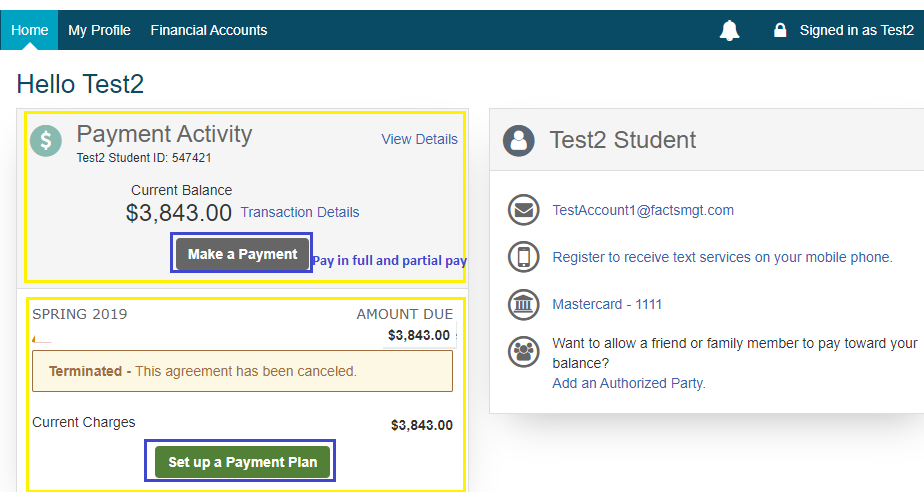 Home My Profile Financial Accounts Signed in as Test2
Hello Test2
Payment Activity View Details
Test2 Student ID: 547421
Current Balance
$3,843.00 Transaction Details
Make a Payment Pay in full and partial pay
SPRING 2019 AMOUNT DUE
$3,843.00
Terminated - This agreement has been canceled.
Current Charges $3,843.00
Set up a Payment Plan
Test2 Student
TestAccount1@factsmgt.com
Register to receive text services on your mobile phone.
Mastercard - 1111
Want to allow a friend or family member to pay toward your
balance?
Add an Authorized Party.